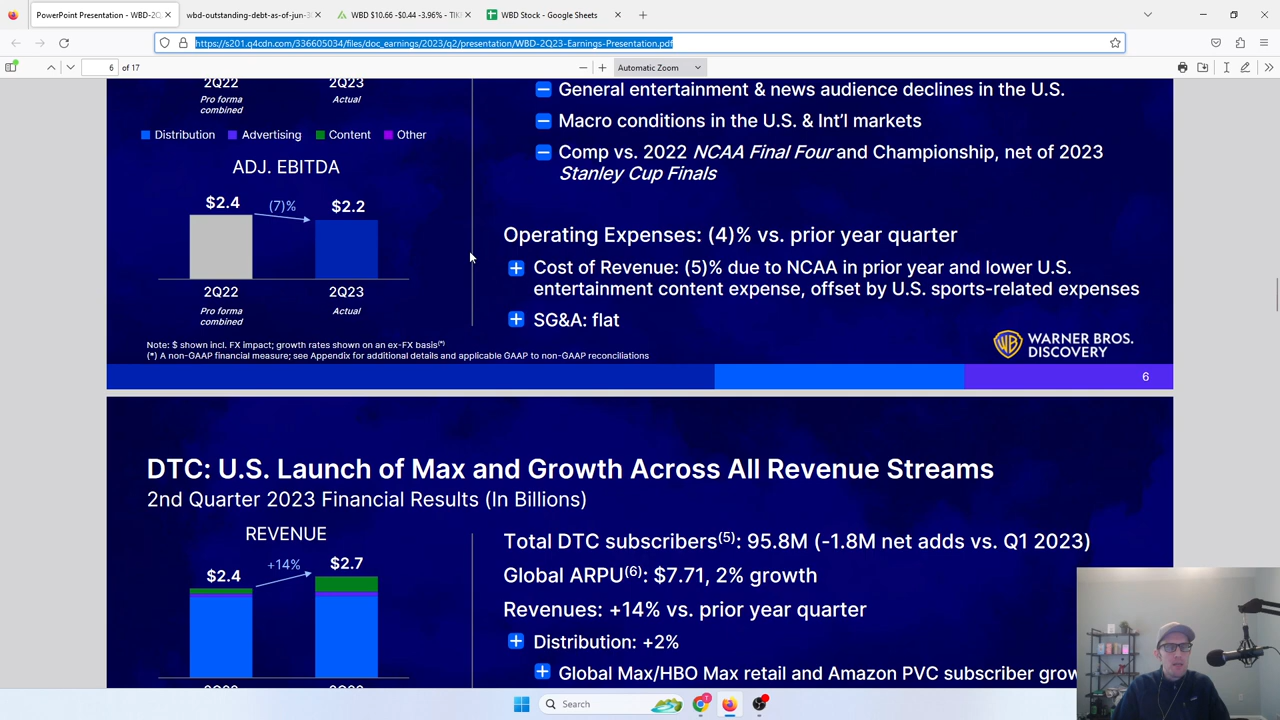 PowerPoint Presentation - WBD-2Q
wbd-outstanding-debt-as-of-jun-3
WBD $10.66 -$0.44 -3.96% - TIK
WBD Stock - Google Sheets
https://s201.q4cdn.com/336605034/files/doc_earnings/2023/q2/presentation/WBD-2Q23-Earnings-Presentation.pdf
6 of 17
Automatic Zoom
2Q22 2Q23
Pro forma combined
Actual
Distribution Advertising Content Other
ADJ. EBITDA
$2.4 (7)% $2.2
2Q22 2Q23
Pro forma combined
Actual
Note: $ shown incl. FX impact; growth rates shown on an ex-FX basis(*)
(*) A non-GAAP financial measure; see Appendix for additional details and applicable GAAP to non-GAAP reconciliations
General entertainment & news audience declines in the U.S.
Macro conditions in the U.S. & Int'l markets
Comp vs. 2022 NCAA Final Four and Championship, net of 2023
Stanley Cup Finals
Operating Expenses: (4)% vs. prior year quarter
Cost of Revenue: (5)% due to NCAA in prior year and lower U.S.
entertainment content expense, offset by U.S. sports-related expenses
SG&A: flat
WARNER BROS.
DISCOVERY
6
DTC: U.S. Launch of Max and Growth Across All Revenue Streams
2nd Quarter 2023 Financial Results (In Billions)
REVENUE
$2.4 +14% $2.7
Total DTC subscribers(5): 95.8M (-1.8M net adds vs. Q1 2023)
Global ARPU(6): $7.71, 2% growth
Revenues: +14% vs. prior year quarter
Distribution: +2%
Global Max/HBO Max retail and Amazon PVC subscriber grow
Search